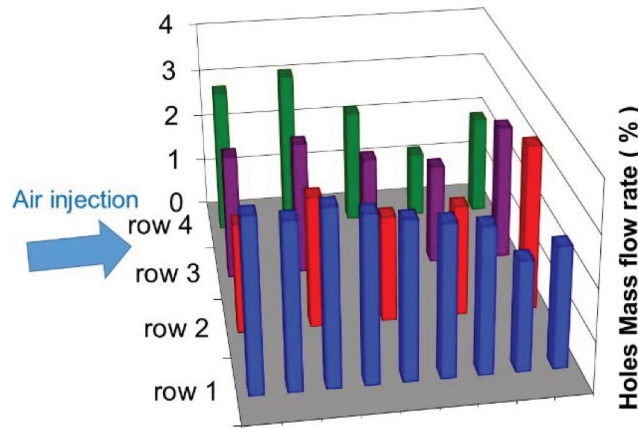 4
3
2
1
0
Air injection
row 4
row 3
row 2
row 1
Holes Mass flow rate ( % )